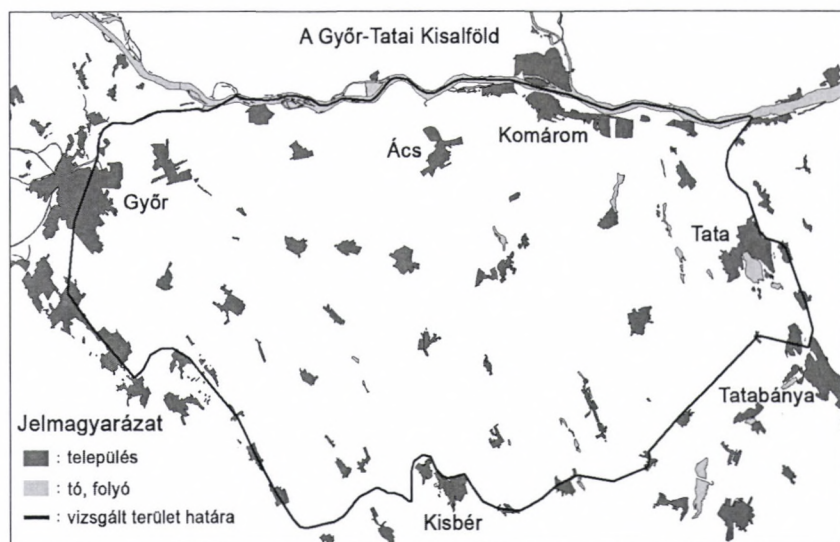 A Győr-Tatai Kisalföld
Komárom
Ács
Győr
Tata
Tatabánya
Kisbér
Jelmagyarázat
: település
: tó, folyó
: vizsgált terület határa